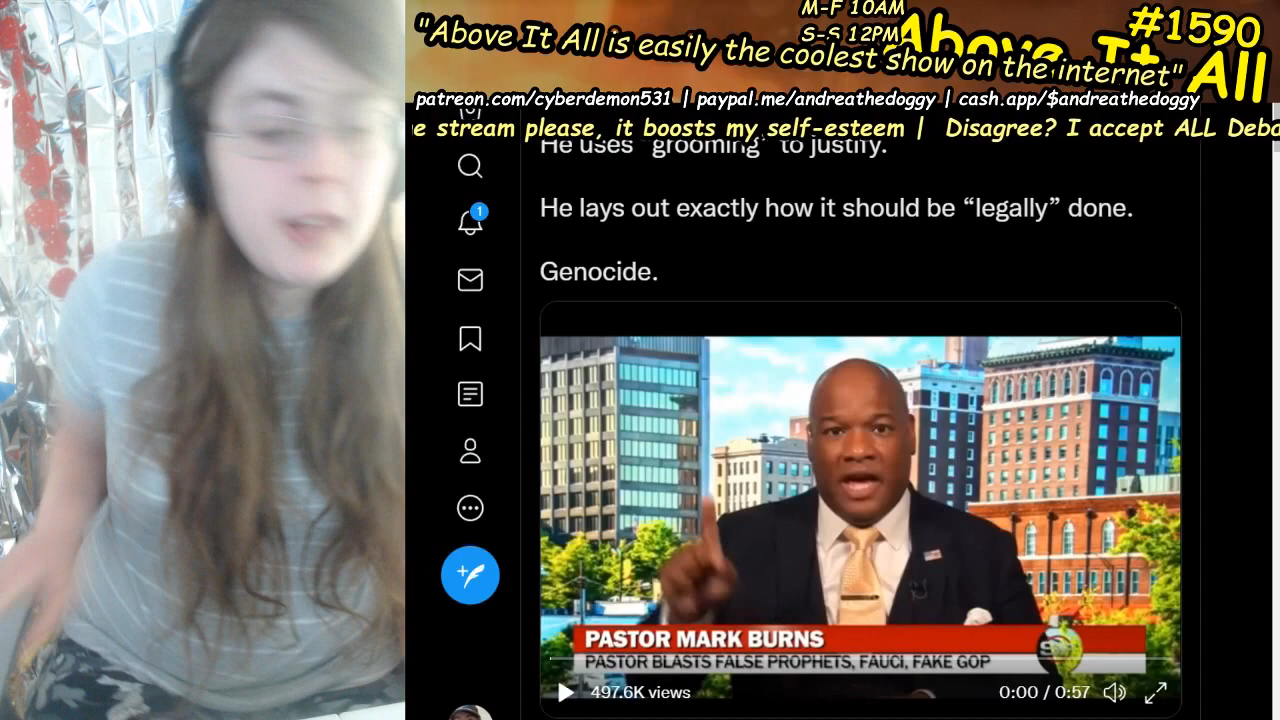 M-F 10AM
S-S 12PM
Above It All
#1590
"Above It All is easily the coolest show on the internet"
patreon.com/cyberdemon531 | paypal.me/andreathedoggy | cash.app/$andreathedoggy
e stream please, it boosts my self-esteem | Disagree? I accept ALL Deba
He uses "grooming" to justify.
1
He lays out exactly how it should be “legally” done.
Genocide.
PASTOR MARK BURNS
PASTOR BLASTS FALSE PROPHETS, FAUCI, FAKE GOP
497.6K views
0:00 / 0:57